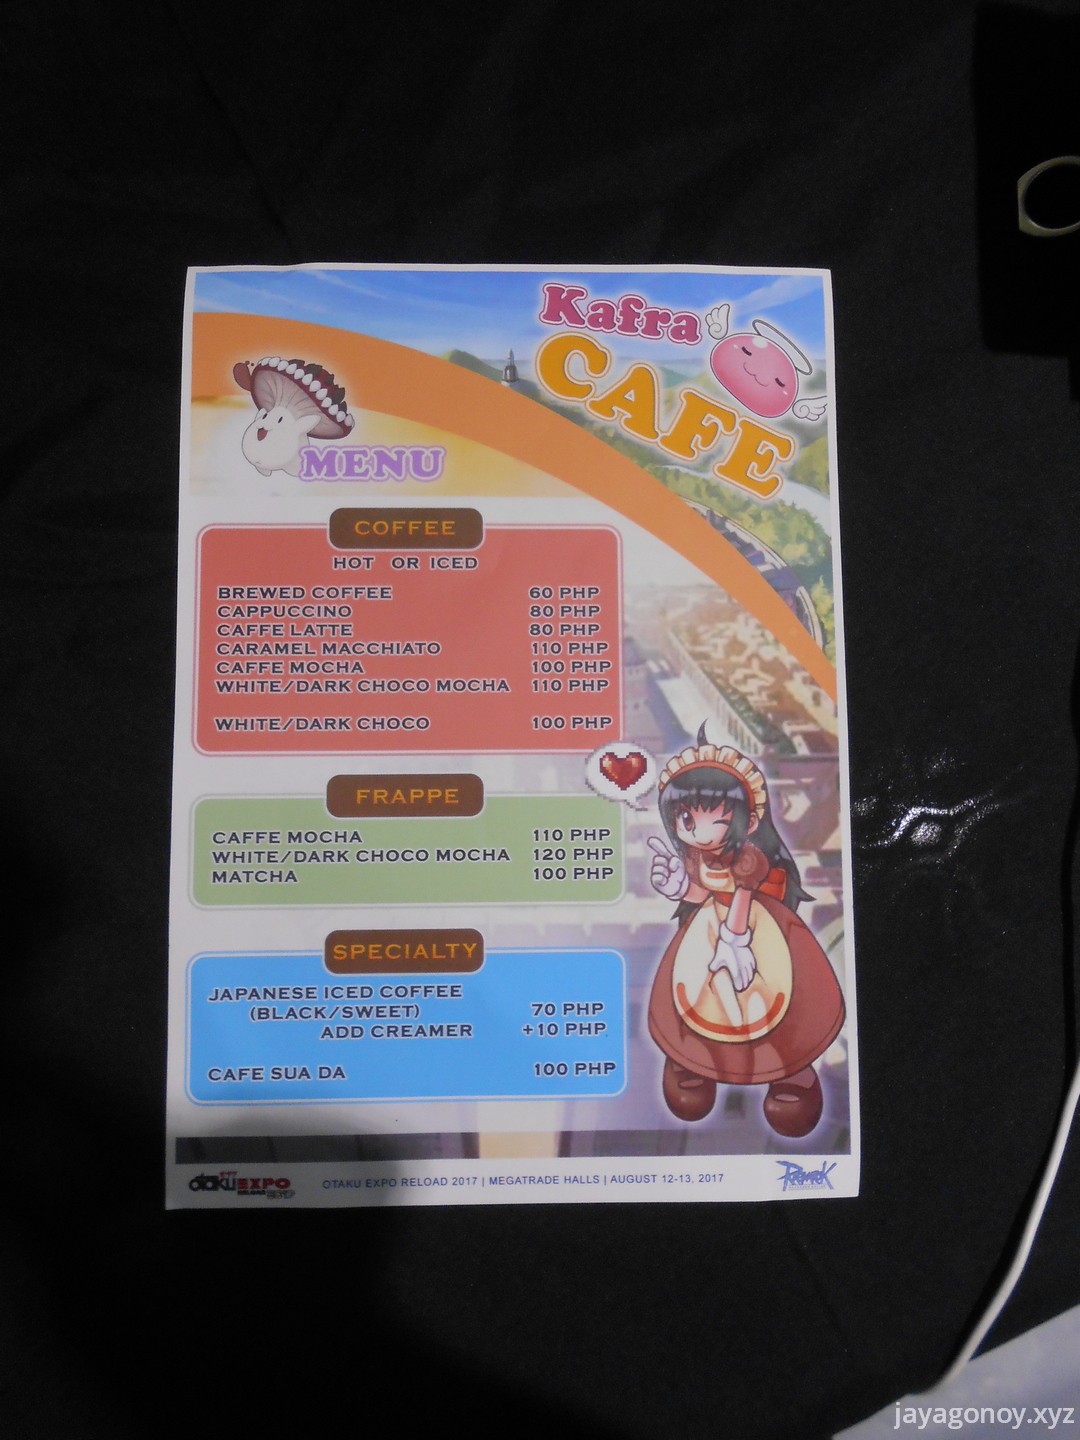 Kafra
CAFE
MENU
COFFEE
HOT OR ICED
BREWED COFFEE 60 PHP
CAPPUCCINO 80 PHP
CAFFE LATTE 80 PHP
CARAMEL MACCHIATO 110 PHP
CAFFE MOCHA 100 PHP
WHITE/DARK CHOCO MOCHA 110 PHP
WHITE/DARK CHOCO 100 PHP
FRAPPE
CAFFE MOCHA 110 PHP
WHITE/DARK CHOCO MOCHA 120 PHP
MATCHA 100 PHP
SPECIALTY
JAPANESE ICED COFFEE
(BLACK/SWEET) 70 PHP
ADD CREAMER +10 PHP
CAFE SUA DA 100 PHP
otaku EXPO
RELOAD
OTAKU EXPO RELOAD 2017 | MEGATRADE HALLS | AUGUST 12-13, 2017
jayagonoy.xyz